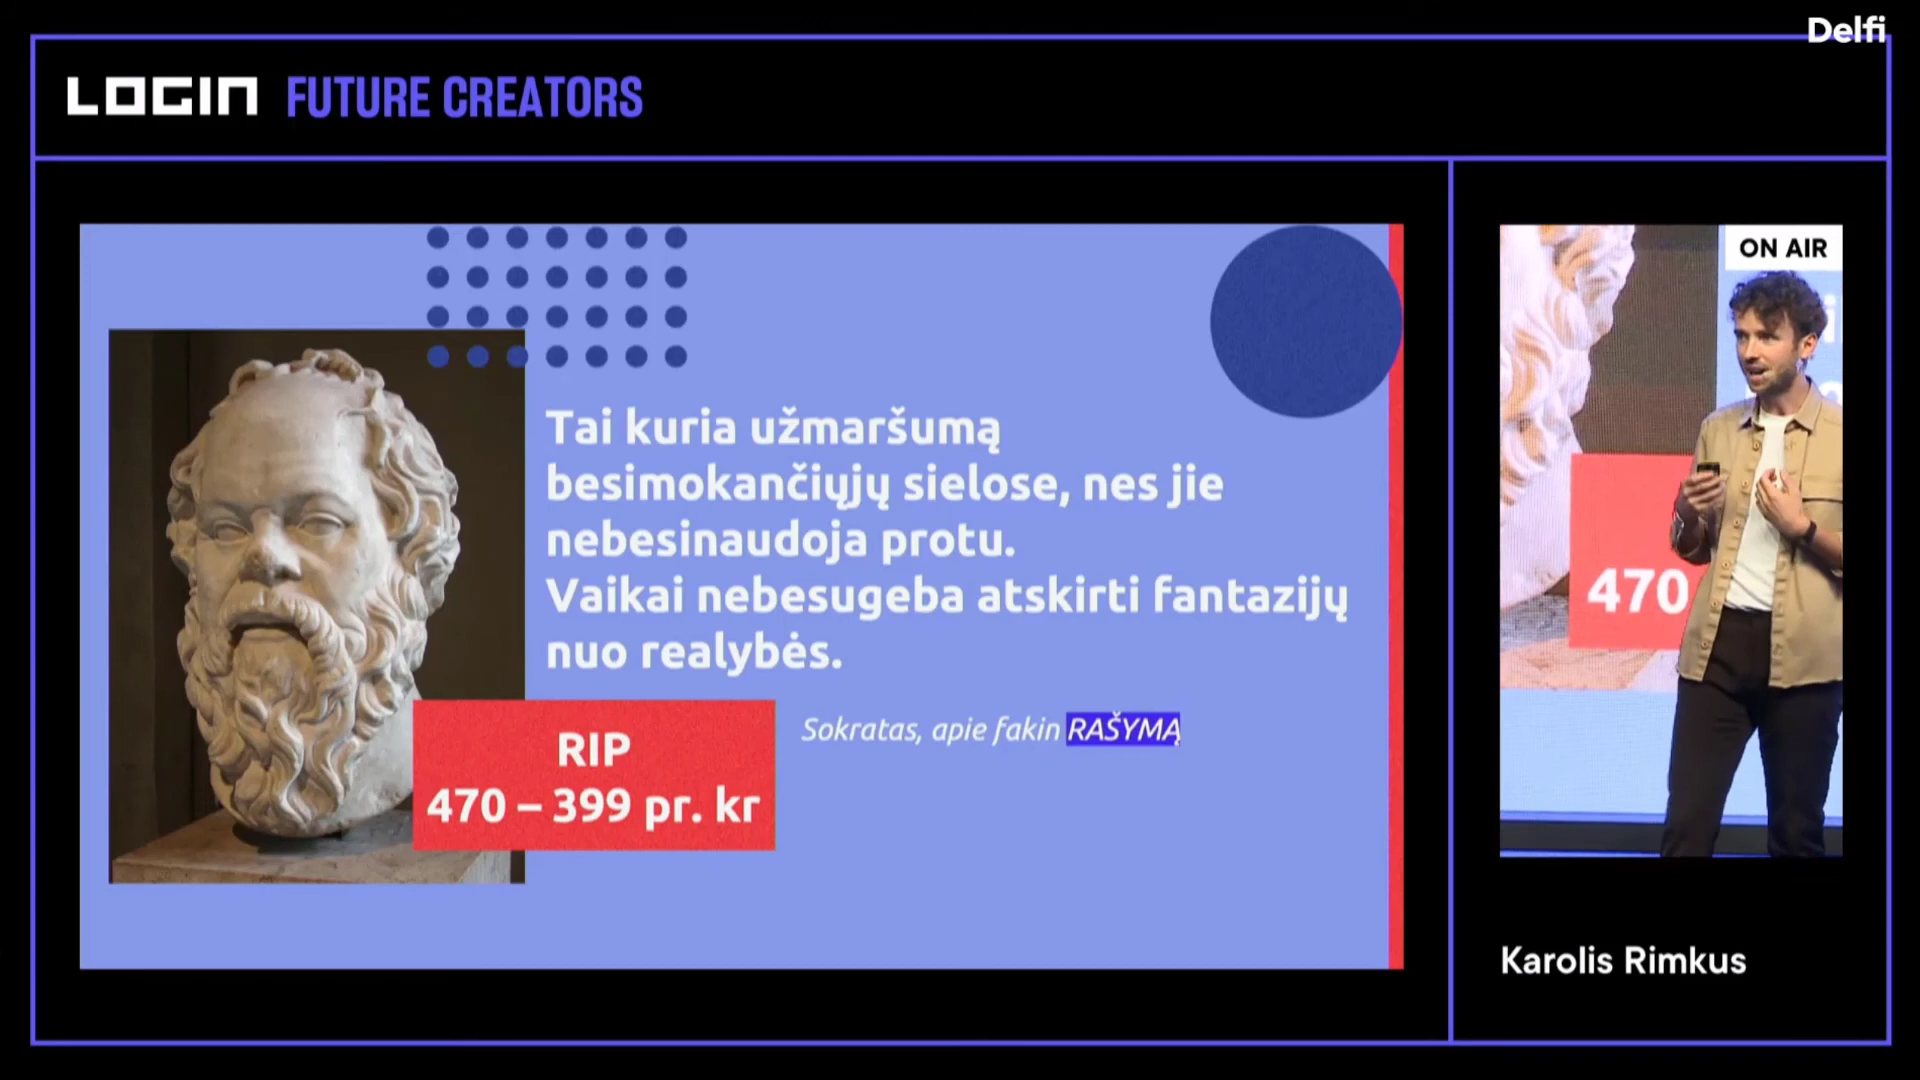 Delfi
LOGIN FUTURE CREATORS
Tai kuria užmaršumą
besimokančiųjų sielose, nes jie
nebesinaudoja protu.
Vaikai nebesugeba atskirti fantazijų
nuo realybės.
Sokratas, apie fakin RAŠYMĄ
RIP
470 – 399 pr. kr
ON AIR
470
Karolis Rimkus